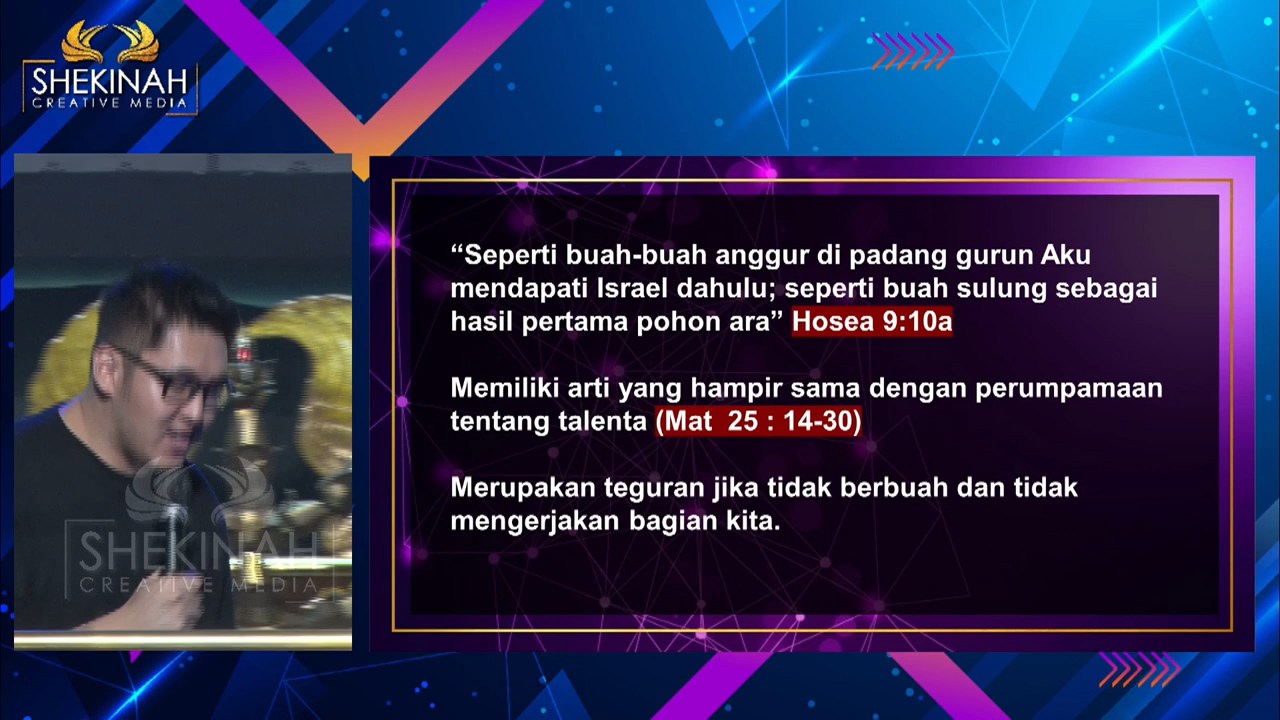 SHEKINAH
CREATIVE MEDIA
“Seperti buah-buah anggur di padang gurun Aku
mendapati Israel dahulu; seperti buah sulung sebagai
hasil pertama pohon ara” Hosea 9:10a
Memiliki arti yang hampir sama dengan perumpamaan
tentang talenta (Mat 25 : 14-30)
Merupakan teguran jika tidak berbuah dan tidak
mengerjakan bagian kita.
SHEKINAH
CREATIVE MEDIA